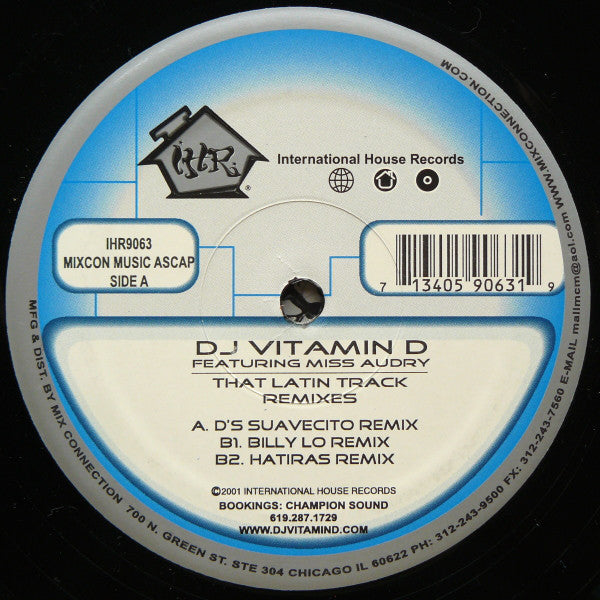 IHR
®
International House Records
IHR9063
MIXCON MUSIC ASCAP
SIDE A
7 13405 90631 9
DJ VITAMIN D
FEATURING MISS AUDRY
THAT LATIN TRACK
REMIXES
A. D'S SUAVECITO REMIX
B1. BILLY LO REMIX
B2. HATIRAS REMIX
©2001 INTERNATIONAL HOUSE RECORDS
BOOKINGS: CHAMPION SOUND
619.287.1729
WWW.DJVITAMIND.COM
MFG & DIST. BY MIX CONNECTION 700 N. GREEN ST. STE 304 CHICAGO IL 60622 PH: 312-243-9500 FX: 312-243-7560 E-MAIL mailmcm@aol.com WWW.MIXCONNECTION.COM